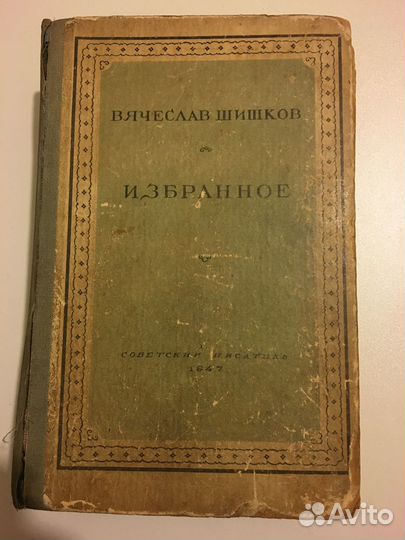 ВЯЧЕСЛАВ ШИШКОВ
ИЗБРАННОЕ
СОВЕТСКИЙ ПИСАТЕЛЬ
1947
Avito